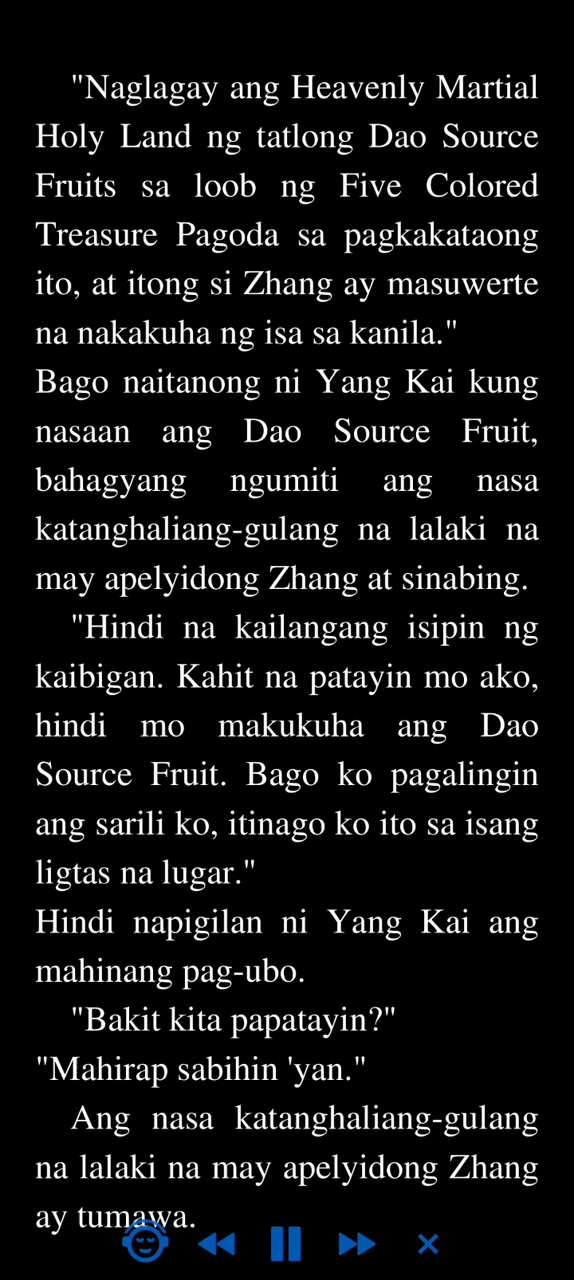 "Naglagay ang Heavenly Martial
Holy Land ng tatlong Dao Source
Fruits sa loob ng Five Colored
Treasure Pagoda sa pagkakataong
ito, at itong si Zhang ay masuwerte
na nakakuha ng isa sa kanila."
Bago naitanong ni Yang Kai kung
nasaan ang Dao Source Fruit,
bahagyang ngumiti ang nasa
katanghaliang-gulang na lalaki na
may apelyidong Zhang at sinabing.
"Hindi na kailangang isipin ng
kaibigan. Kahit na patayin mo ako,
hindi mo makukuha ang Dao
Source Fruit. Bago ko pagalingin
ang sarili ko, itinago ko ito sa isang
ligtas na lugar."
Hindi napigilan ni Yang Kai ang
mahinang pag-ubo.
"Bakit kita papatayin?"
"Mahirap sabihin 'yan."
Ang nasa katanghaliang-gulang
na lalaki na may apelyidong Zhang
ay tumawa.